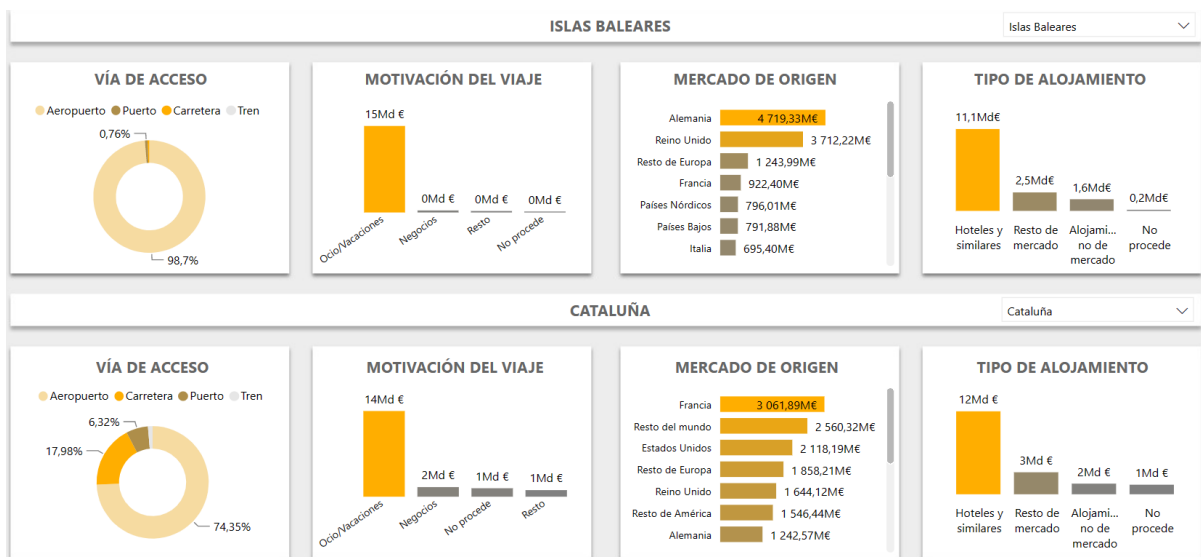 ISLAS BALEARES
Islas Baleares
VÍA DE ACCESO
Aeropuerto Puerto Carretera Tren
0,76%
98,7%
MOTIVACIÓN DEL VIAJE
15Md €
0Md € 0Md € 0Md €
Ocio/Vacaciones Negocios Resto No procede
MERCADO DE ORIGEN
Alemania 4 719,33M€
Reino Unido 3 712,22M€
Resto de Europa 1 243,99M€
Francia 922,40M€
Países Nórdicos 796,01M€
Países Bajos 791,88M€
Italia 695,40M€
TIPO DE ALOJAMIENTO
11,1Md€
2,5Md€ 1,6Md€ 0,2Md€
Hoteles y Resto de Alojami... No
similares mercado no de procede
mercado
CATALUÑA
Cataluña
VÍA DE ACCESO
Aeropuerto Carretera Puerto Tren
6,32%
17,98%
74,35%
MOTIVACIÓN DEL VIAJE
14Md €
2Md € 1Md € 1Md €
Ocio/Vacaciones Negocios No procede Resto
MERCADO DE ORIGEN
Francia 3 061,89M€
Resto del mundo 2 560,32M€
Estados Unidos 2 118,19M€
Resto de Europa 1 858,21M€
Reino Unido 1 644,12M€
Resto de América 1 546,44M€
Alemania 1 242,57M€
TIPO DE ALOJAMIENTO
12Md €
3Md € 2Md € 1Md €
Hoteles y Resto de Alojami... No
similares mercado no de procede
mercado